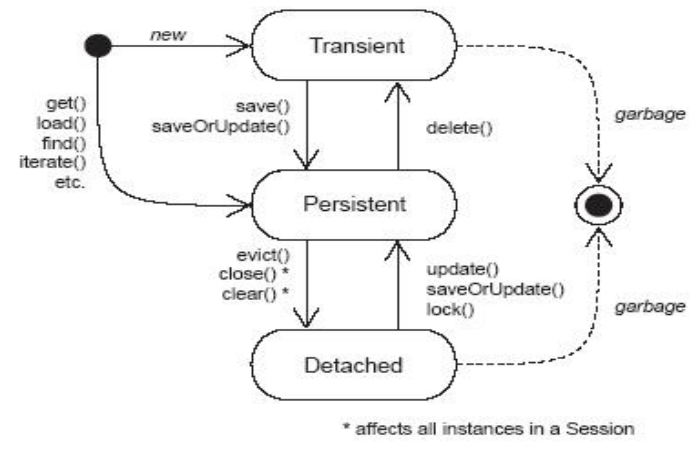 new
Transient
get()
load()
find()
iterate()
etc.
save()
saveOrUpdate()
delete()
garbage
Persistent
evict()
close() *
clear() *
update()
saveOrUpdate()
lock()
garbage
Detached
* affects all instances in a Session